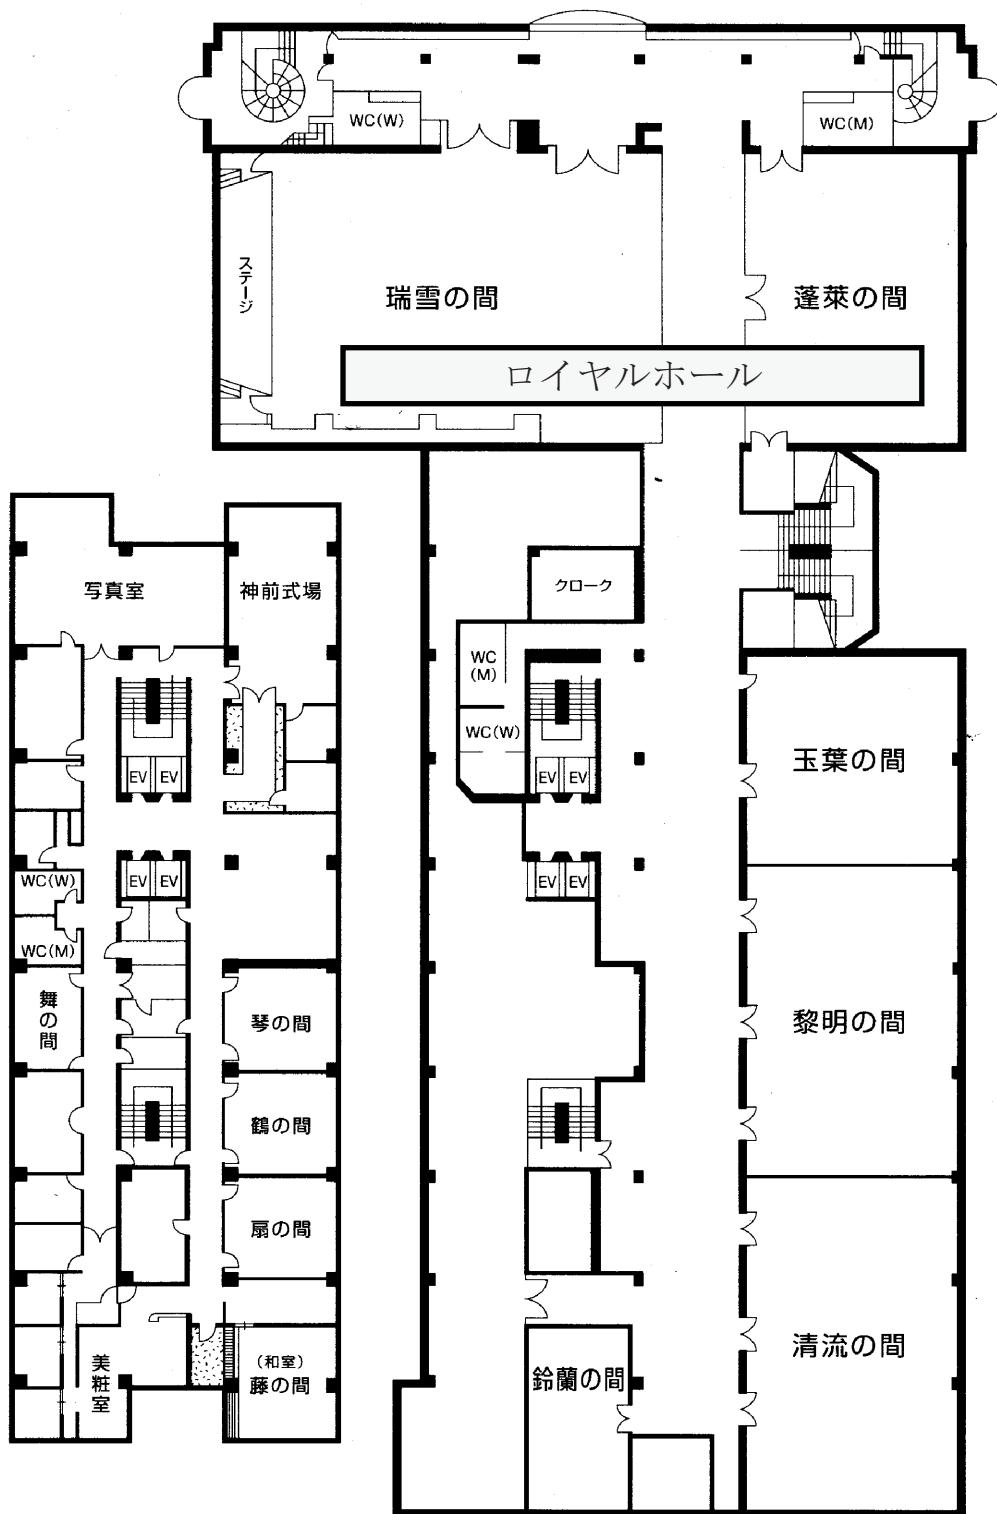 WC(W)
WC(M)
ステージ
瑞雪の間
蓬萊の間
ロイヤルホール
写真室
神前式場
クローク
WC
(M)
WC(W)
EV
EV
EV
EV
玉葉の間
EV
EV
EV
EV
WC(W)
WC(M)
舞の間
琴の間
黎明の間
鶴の間
扇の間
美粧室
(和室)
藤の間
鈴蘭の間
清流の間